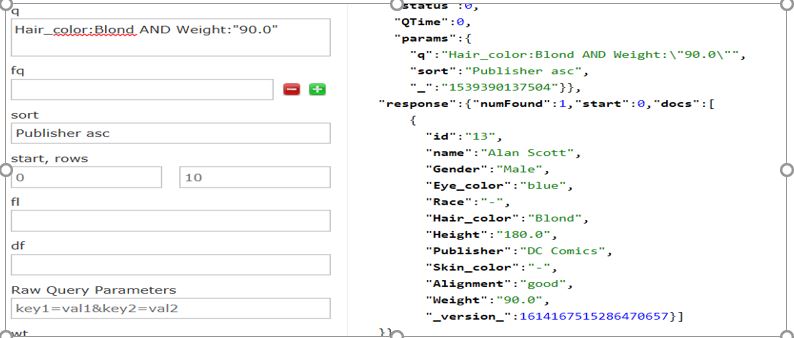 q
Hair_color:Blond AND Weight:"90.0"
fq
sort
Publisher asc
start, rows
0 10
fl
df
Raw Query Parameters
key1=val1&key2=val2
wt
status":0,
"QTime":0,
"params":{
"q":"Hair_color:Blond AND Weight:\"90.0\"",
"sort":"Publisher asc",
"_":"1539390137504"}},
"response":{"numFound":1,"start":0,"docs":[
{
"id":"13",
"name":"Alan Scott",
"Gender":"Male",
"Eye_color":"blue",
"Race":"-",
"Hair_color":"Blond",
"Height":"180.0",
"Publisher":"DC Comics",
"Skin_color":"-",
"Alignment":"good",
"Weight":"90.0",
"_version_":1614167515286470657}]
}}